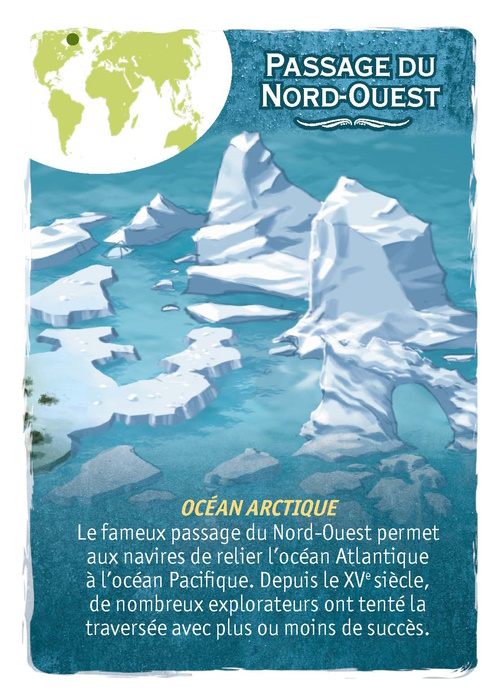 Passage du
Nord-Ouest
OCÉAN ARCTIQUE
Le fameux passage du Nord-Ouest permet
aux navires de relier l'océan Atlantique
à l'océan Pacifique. Depuis le XVe siècle,
de nombreux explorateurs ont tenté la
traversée avec plus ou moins de succès.